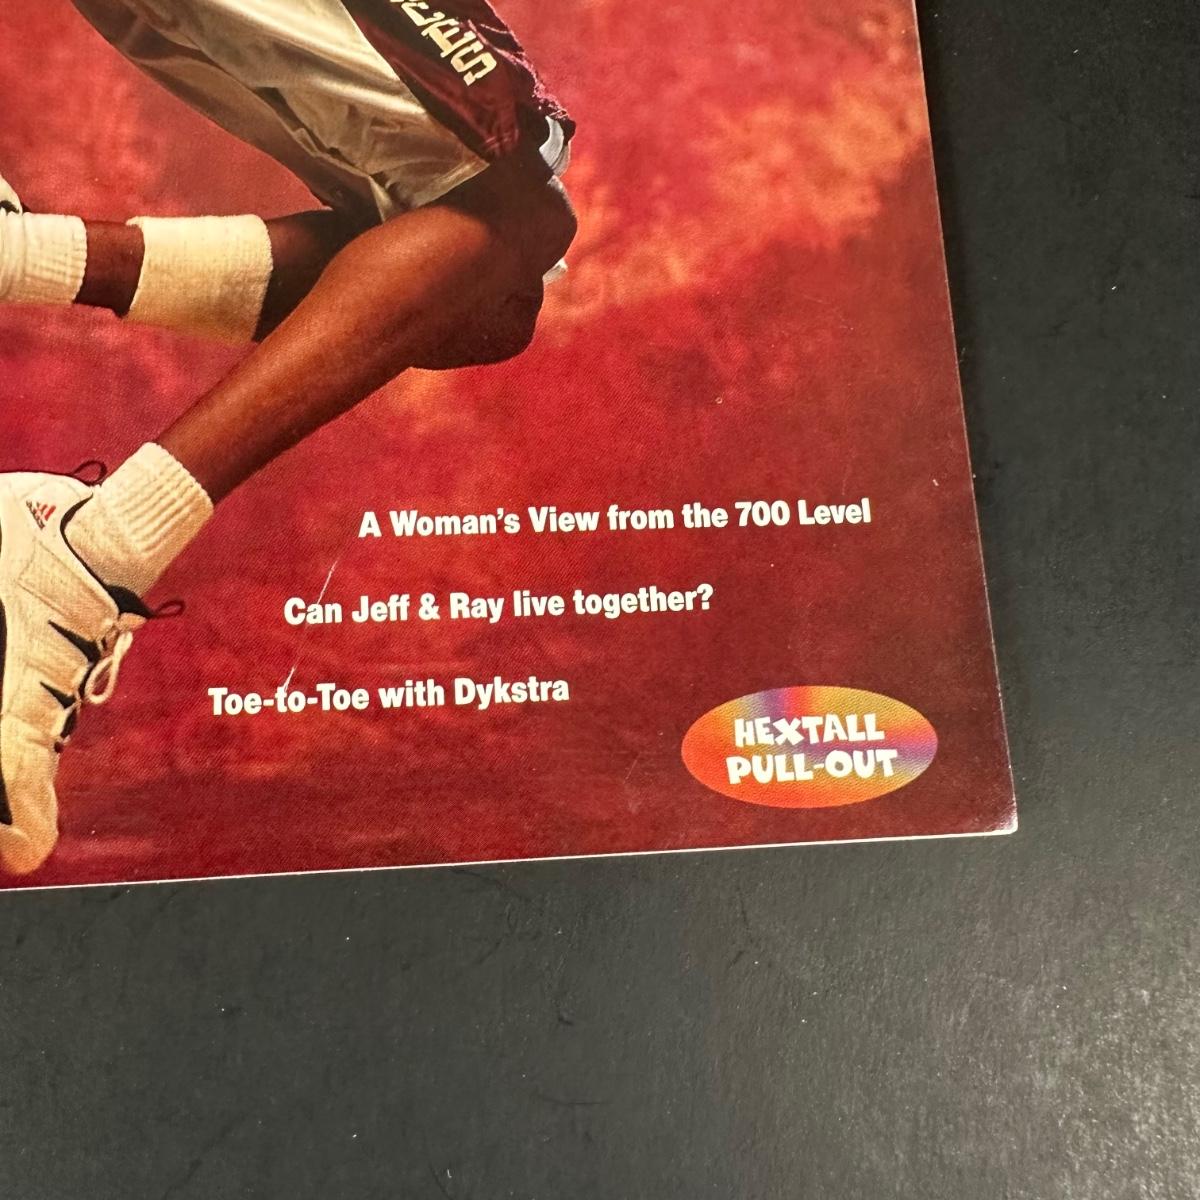 A Woman's View from the 700 Level
Can Jeff & Ray live together?
Toe-to-Toe with Dykstra
HEXTALL
PULL-OUT